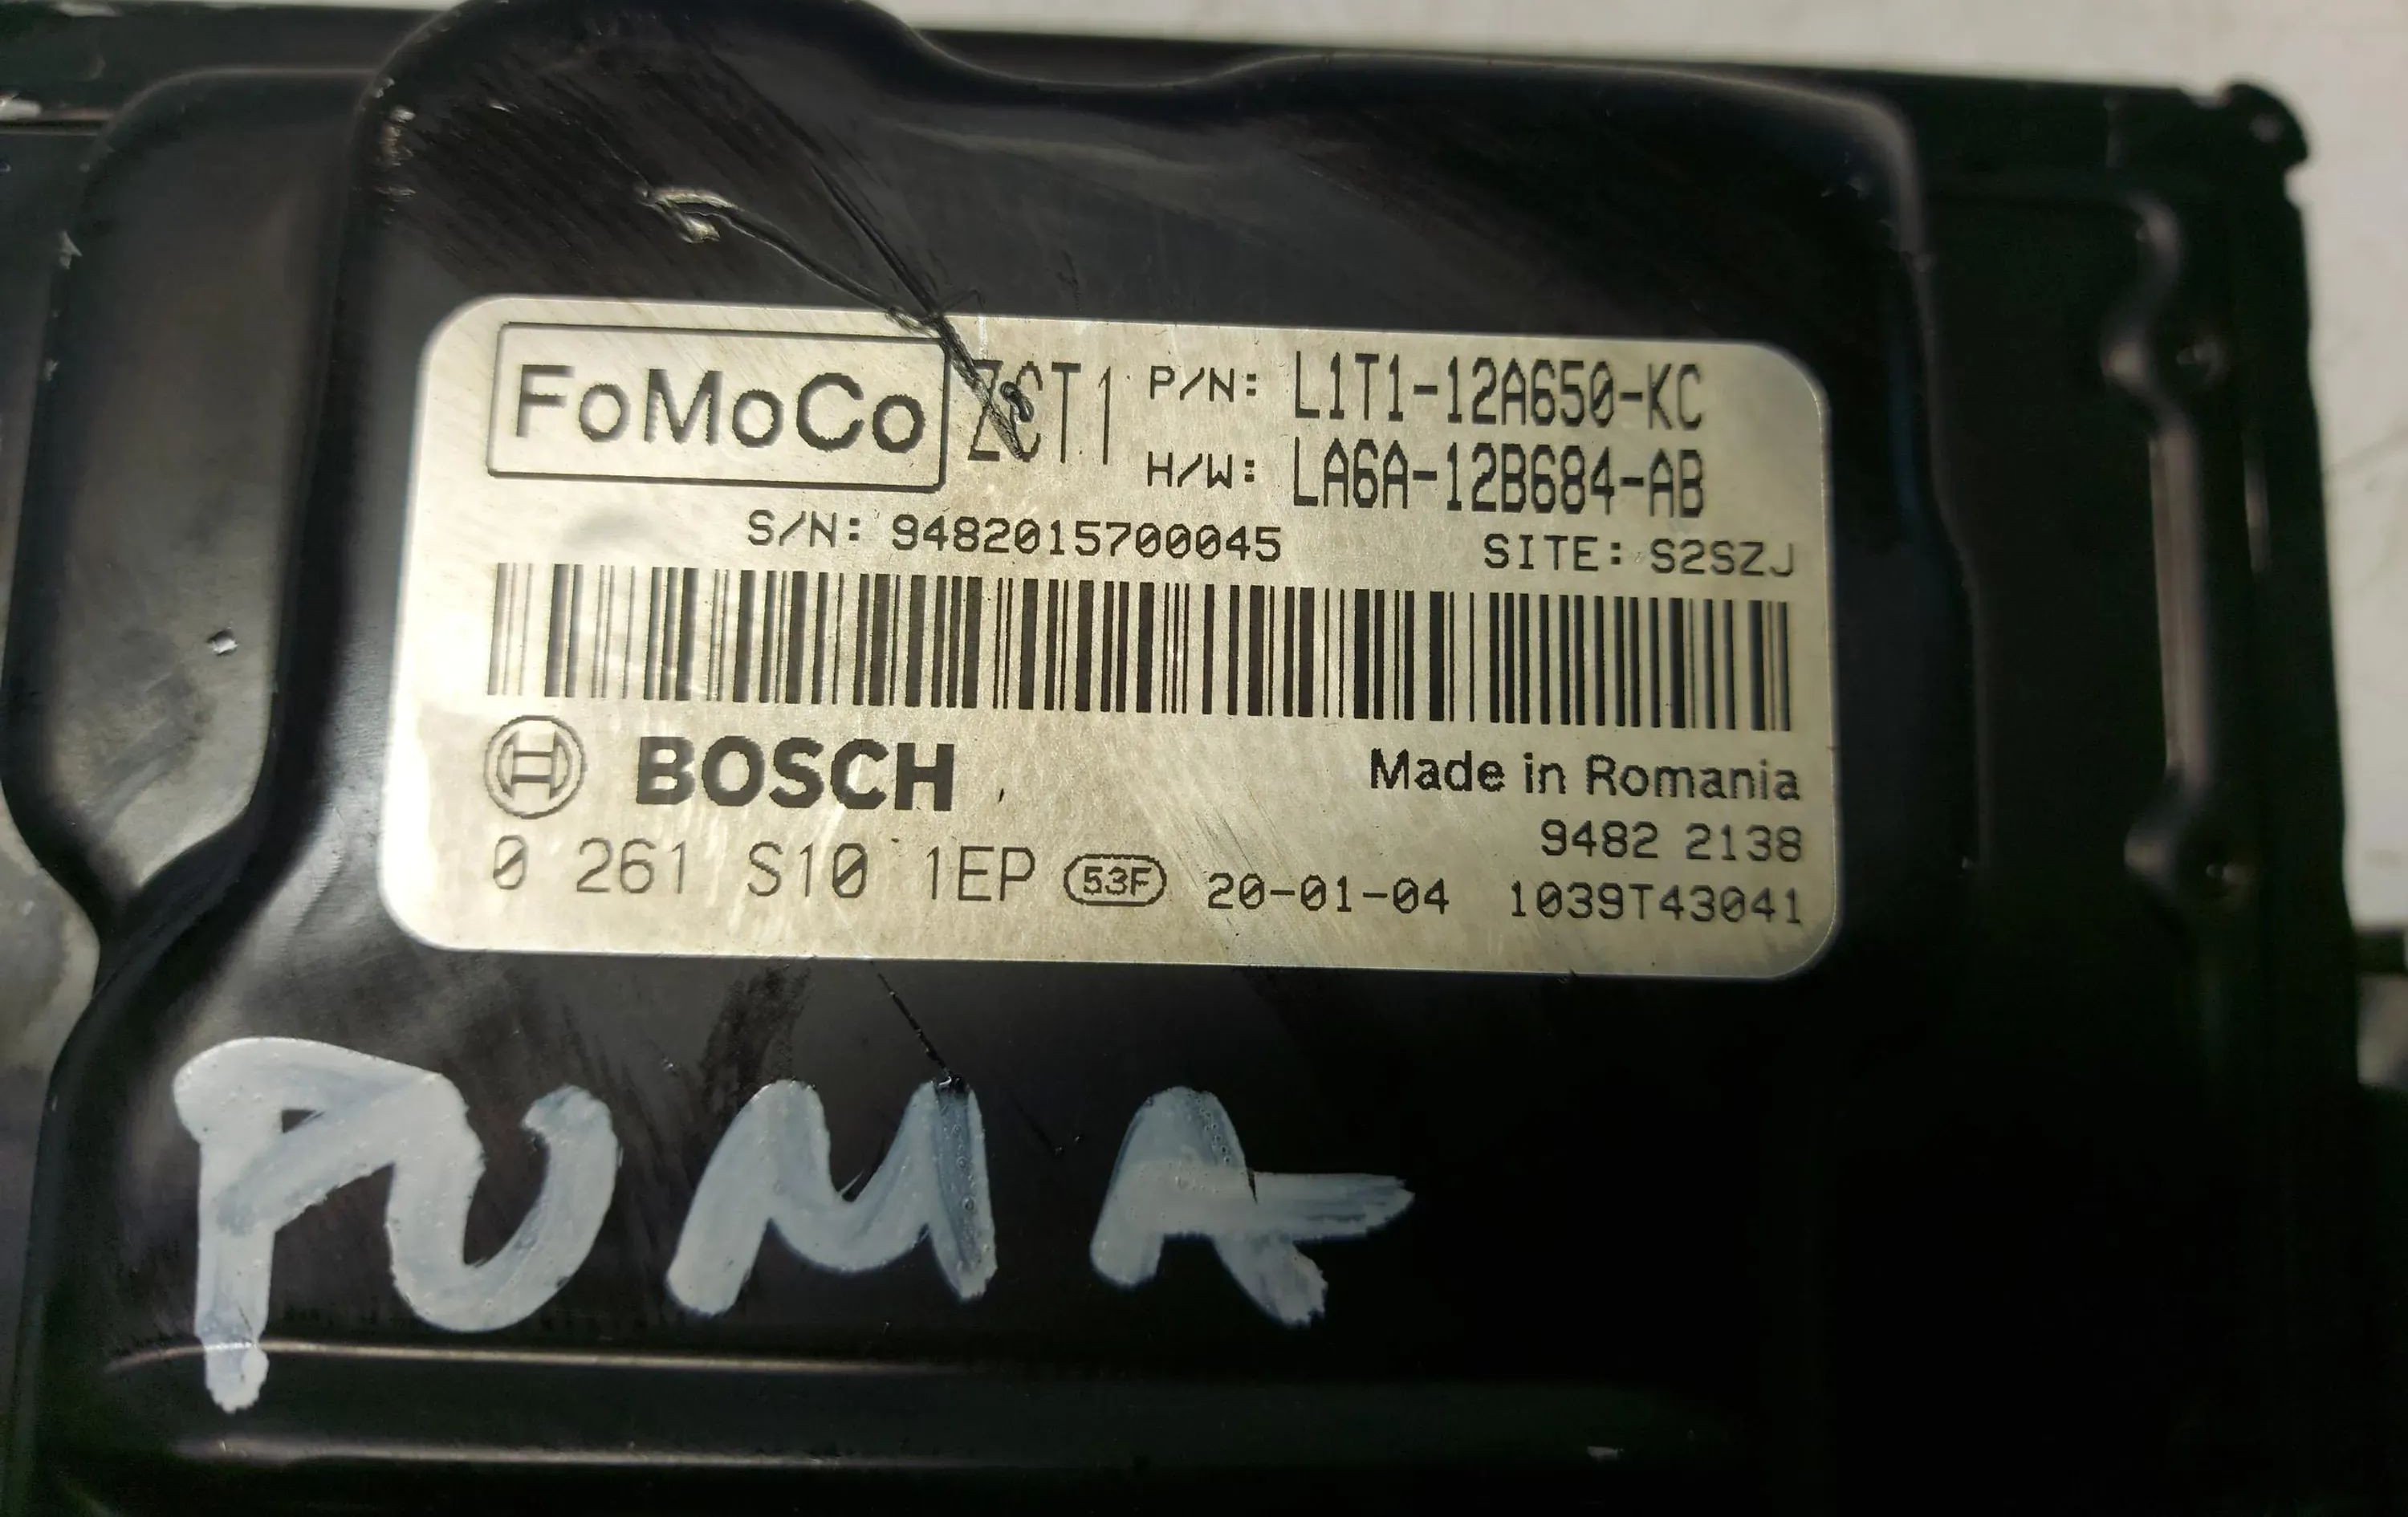 FoMoCo ZCT1 P/N: L1T1-12A650-KC
H/W: LA6A-12B684-AB
S/N: 9482015700045 SITE: S2SZJ
BOSCH Made in Romania
9482 2138
0 261 S10 1EP 53F 20-01-04 1039T43041
PUMA